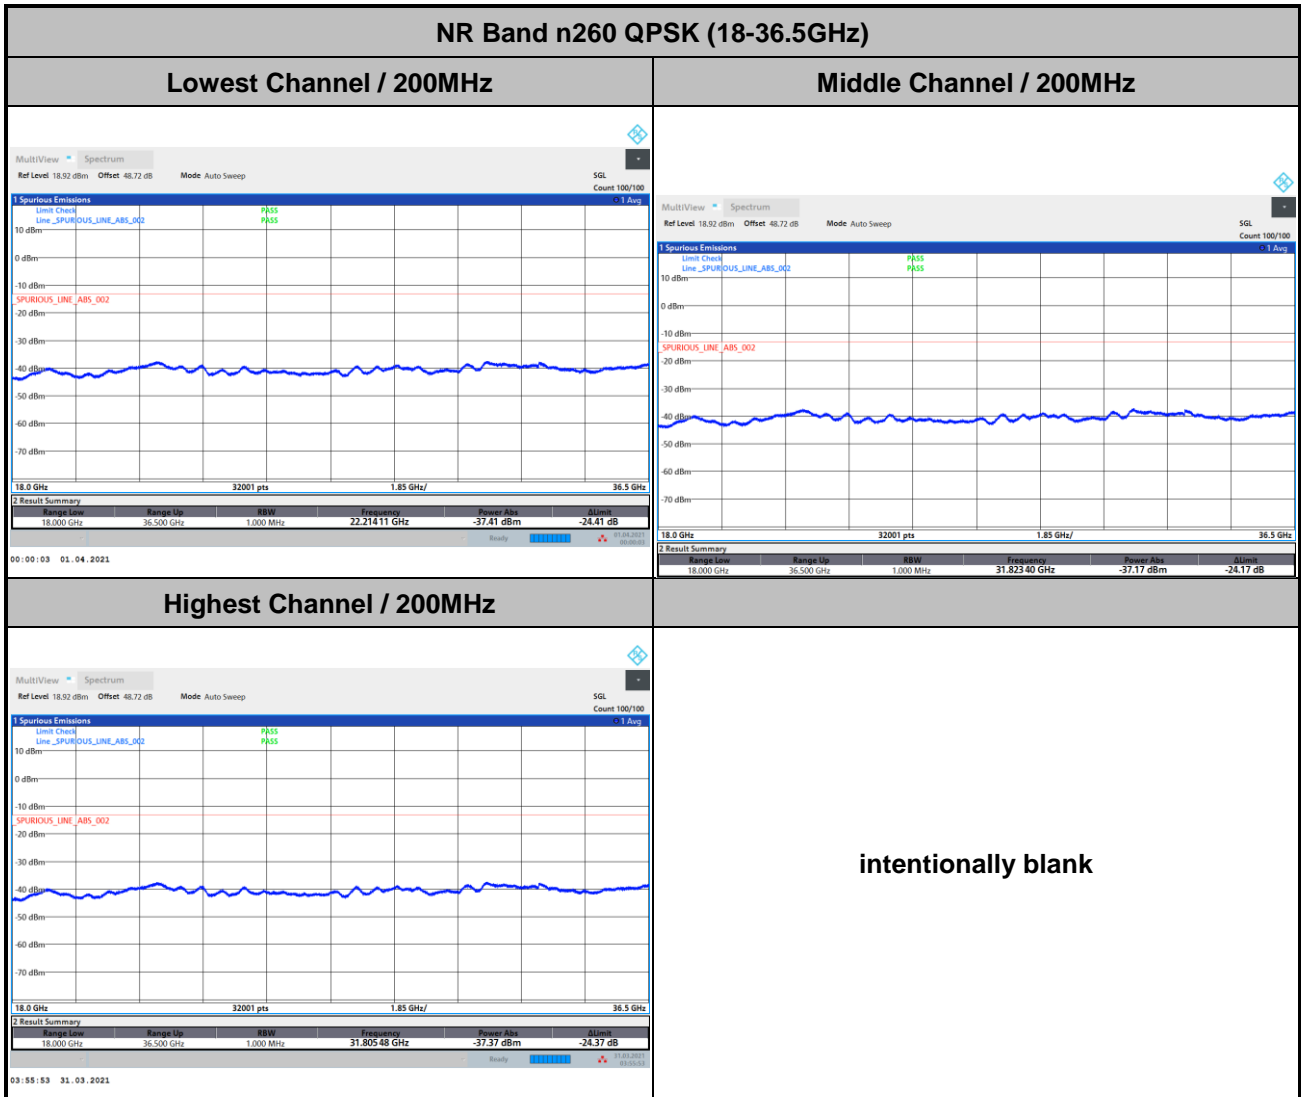 NR Band n260 QPSK (18-36.5GHz)
Lowest Channel / 200MHz
Middle Channel / 200MHz
MultiView Spectrum
Ref Level 18.92 dBm Offset 48.72 dB Mode Auto Sweep SGL
Count 100/100
1 Spurious Emissions 1 Avg
Limit Check PASS
Line _SPURIOUS_LINE_ABS_002 PASS
10 dBm
0 dBm
-10 dBm
_SPURIOUS_LINE_ABS_002
-20 dBm
-30 dBm
-40 dBm
-50 dBm
-60 dBm
-70 dBm
18.0 GHz 32001 pts 1.85 GHz/ 36.5 GHz
2 Result Summary
Range Low Range Up RBW Frequency Power Abs ΔLimit
18.000 GHz 36.500 GHz 1.000 MHz 22.21411 GHz -37.41 dBm -24.41 dB
Ready 01.04.2021
00:00:03
00:00:03 01.04.2021
MultiView Spectrum
Ref Level 18.92 dBm Offset 48.72 dB Mode Auto Sweep SGL
Count 100/100
1 Spurious Emissions 1 Avg
Limit Check PASS
Line _SPURIOUS_LINE_ABS_002 PASS
10 dBm
0 dBm
-10 dBm
_SPURIOUS_LINE_ABS_002
-20 dBm
-30 dBm
-40 dBm
-50 dBm
-60 dBm
-70 dBm
18.0 GHz 32001 pts 1.85 GHz/ 36.5 GHz
2 Result Summary
Range Low Range Up RBW Frequency Power Abs ΔLimit
18.000 GHz 36.500 GHz 1.000 MHz 31.82340 GHz -37.17 dBm -24.17 dB
Highest Channel / 200MHz
MultiView Spectrum
Ref Level 18.92 dBm Offset 48.72 dB Mode Auto Sweep SGL
Count 100/100
1 Spurious Emissions 1 Avg
Limit Check PASS
Line _SPURIOUS_LINE_ABS_002 PASS
10 dBm
0 dBm
-10 dBm
_SPURIOUS_LINE_ABS_002
-20 dBm
-30 dBm
-40 dBm
-50 dBm
-60 dBm
-70 dBm
18.0 GHz 32001 pts 1.85 GHz/ 36.5 GHz
2 Result Summary
Range Low Range Up RBW Frequency Power Abs ΔLimit
18.000 GHz 36.500 GHz 1.000 MHz 31.80548 GHz -37.37 dBm -24.37 dB
Ready 31.03.2021
03:55:53
03:55:53 31.03.2021
intentionally blank